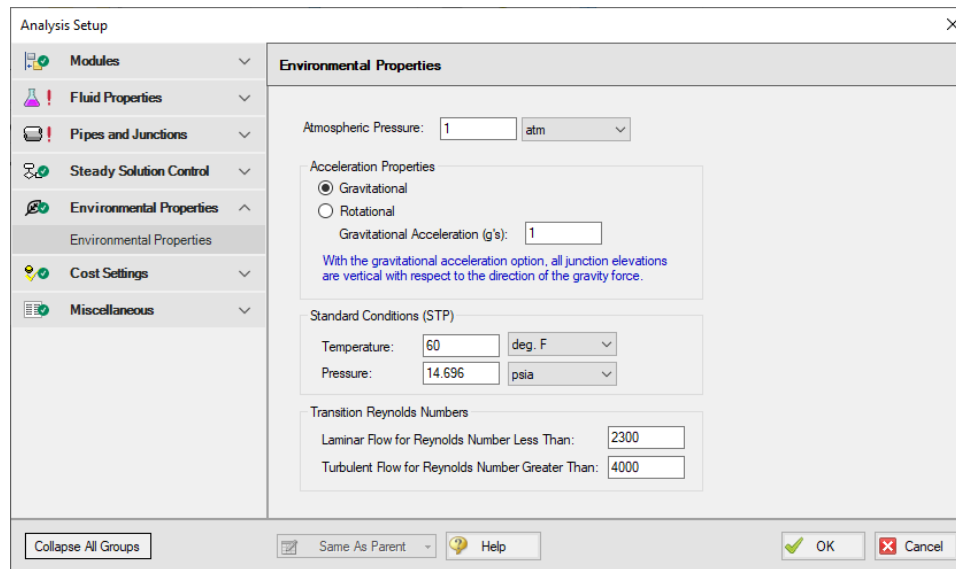 Analysis Setup
Modules
Fluid Properties
Pipes and Junctions
Steady Solution Control
Environmental Properties
Environmental Properties
Cost Settings
Miscellaneous
Collapse All Groups
Environmental Properties
Atmospheric Pressure: 1 atm
Acceleration Properties
Gravitational
Rotational
Gravitational Acceleration (g's): 1
With the gravitational acceleration option, all junction elevations
are vertical with respect to the direction of the gravity force.
Standard Conditions (STP)
Temperature: 60 deg. F
Pressure: 14.696 psia
Transition Reynolds Numbers
Laminar Flow for Reynolds Number Less Than: 2300
Turbulent Flow for Reynolds Number Greater Than: 4000
Same As Parent Help OK Cancel